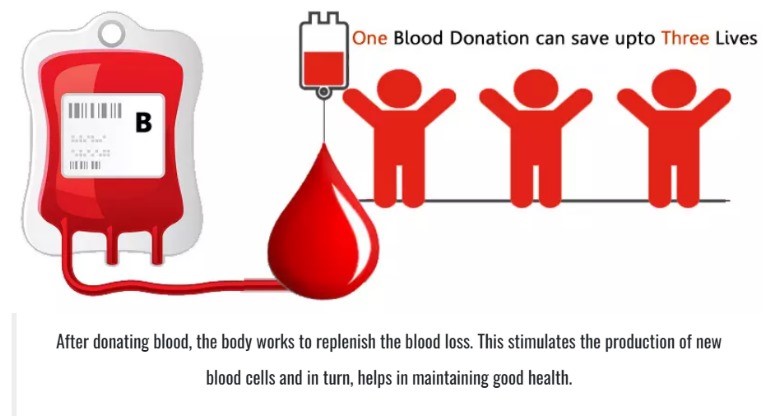 One Blood Donation can save upto Three Lives
B
After donating blood, the body works to replenish the blood loss. This stimulates the production of new
blood cells and in turn, helps in maintaining good health.